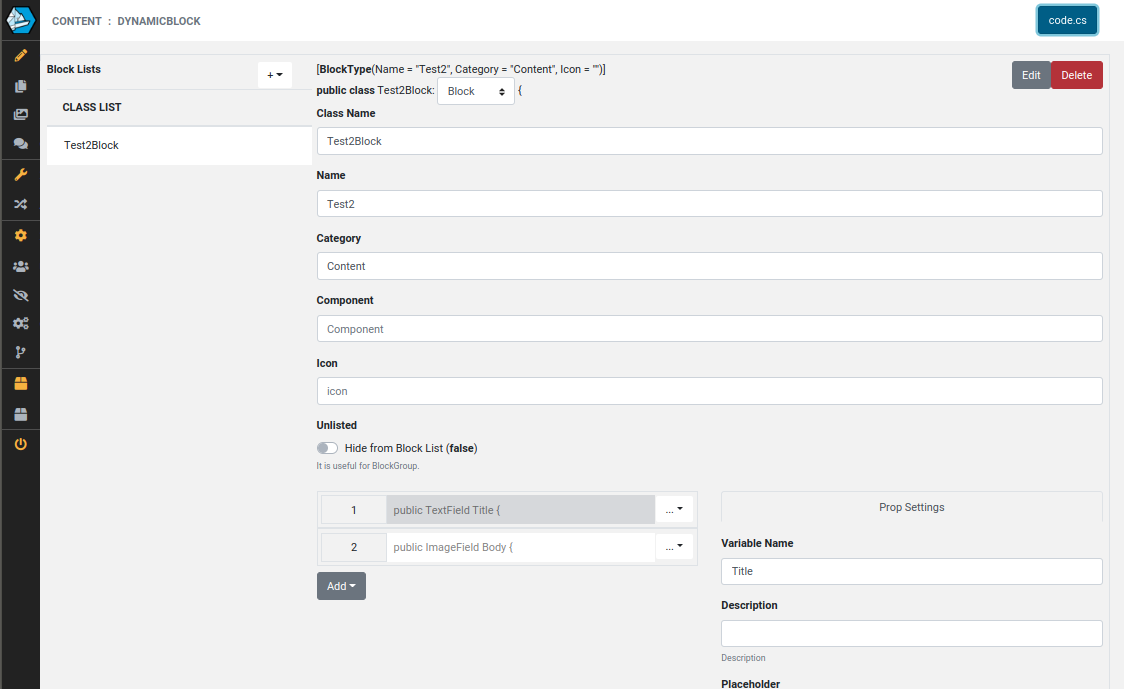 CONTENT : DYNAMICBLOCK
code.cs
Block Lists
+
CLASS LIST
Test2Block
[BlockType(Name = "Test2", Category = "Content", Icon = "")]
public class Test2Block: Block {
Edit
Delete
Class Name
Test2Block
Name
Test2
Category
Content
Component
Component
Icon
icon
Unlisted
Hide from Block List (false)
It is useful for BlockGroup.
1 public TextField Title { ...
2 public ImageField Body { ...
Add
Prop Settings
Variable Name
Title
Description
Description
Placeholder